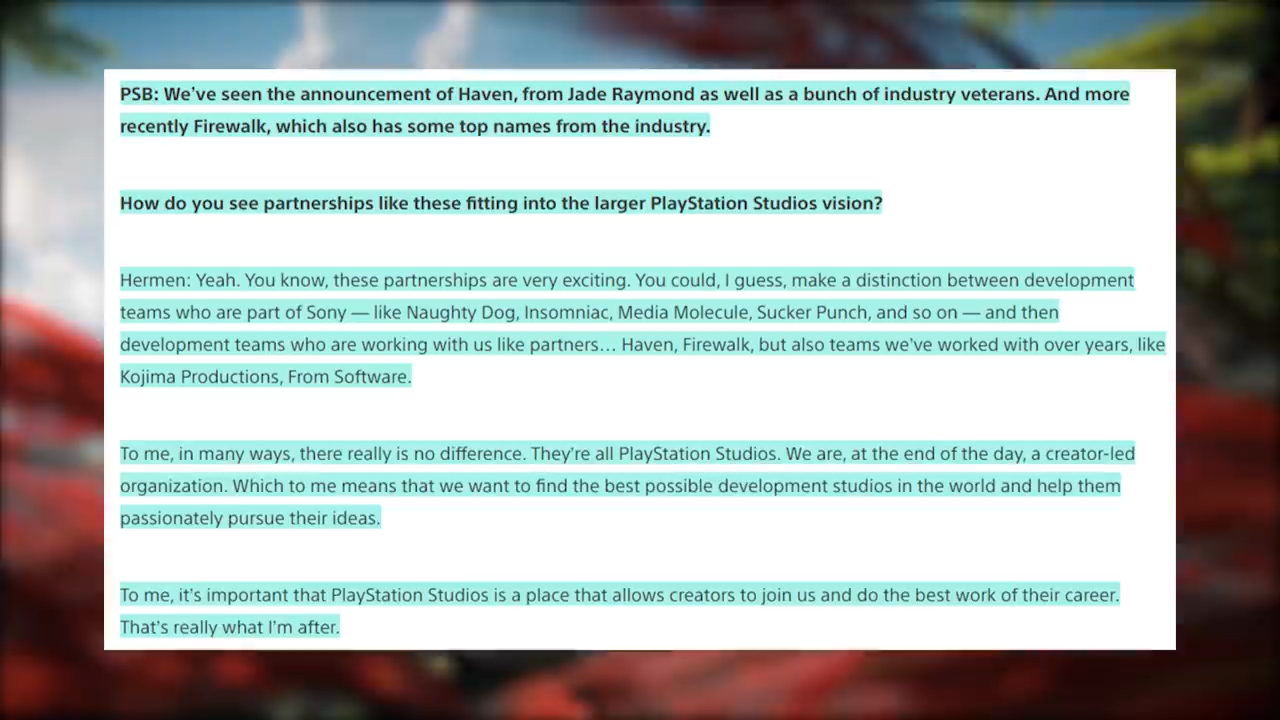 PSB: We’ve seen the announcement of Haven, from Jade Raymond as well as a bunch of industry veterans. And more
recently Firewalk, which also has some top names from the industry.
How do you see partnerships like these fitting into the larger PlayStation Studios vision?
Hermen: Yeah. You know, these partnerships are very exciting. You could, I guess, make a distinction between development
teams who are part of Sony — like Naughty Dog, Insomniac, Media Molecule, Sucker Punch, and so on — and then
development teams who are working with us like partners… Haven, Firewalk, but also teams we’ve worked with over years, like
Kojima Productions, From Software.
To me, in many ways, there really is no difference. They’re all PlayStation Studios. We are, at the end of the day, a creator-led
organization. Which to me means that we want to find the best possible development studios in the world and help them
passionately pursue their ideas.
To me, it’s important that PlayStation Studios is a place that allows creators to join us and do the best work of their career.
That’s really what I’m after.